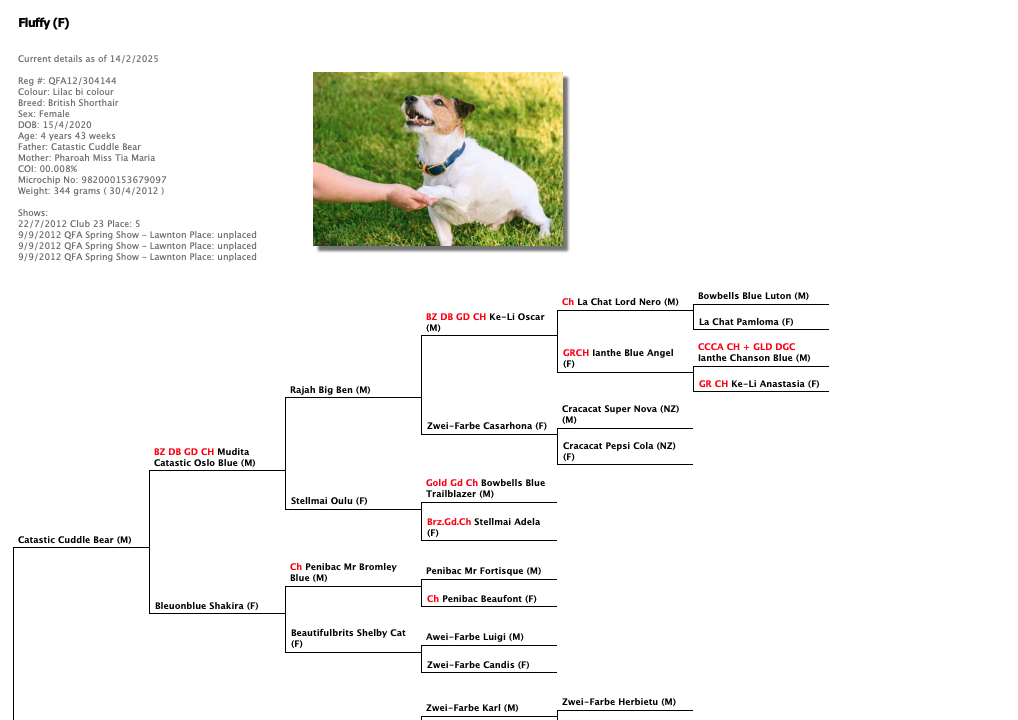 Fluffy (F)
Current details as of 14/2/2025
Reg #: QFA12/304144
Colour: Lilac bi colour
Breed: British Shorthair
Sex: Female
DOB: 15/4/2020
Age: 4 years 43 weeks
Father: Catastic Cuddle Bear
Mother: Pharoah Miss Tia Maria
COI: 00.008%
Microchip No: 982000153679097
Weight: 344 grams ( 30/4/2012 )
Shows:
22/7/2012 Club 23 Place: 5
9/9/2012 QFA Spring Show - Lawnton Place: unplaced
9/9/2012 QFA Spring Show - Lawnton Place: unplaced
9/9/2012 QFA Spring Show - Lawnton Place: unplaced
Catastic Cuddle Bear (M)
BZ DB GD CH Mudita
Catastic Oslo Blue (M)
Bleuonblue Shakira (F)
Rajah Big Ben (M)
Stellmai Oulu (F)
Ch Penibac Mr Bromley
Blue (M)
Beautifulbrits Shelby Cat
(F)
BZ DB GD CH Ke-Li Oscar
(M)
Zwei-Farbe Casarhona (F)
Gold Gd Ch Bowbells Blue
Trailblazer (M)
Brz.Gd.Ch Stellmai Adela
(F)
Penibac Mr Fortisque (M)
Ch Penibac Beaufont (F)
Awei-Farbe Luigi (M)
Zwei-Farbe Candis (F)
Zwei-Farbe Karl (M)
Ch La Chat Lord Nero (M)
GRCH Ianthe Blue Angel
(F)
Cracacat Super Nova (NZ)
(M)
Cracacat Pepsi Cola (NZ)
(F)
Zwei-Farbe Herbietu (M)
Bowbells Blue Luton (M)
La Chat Pamloma (F)
CCCA CH + GLD DGC
Ianthe Chanson Blue (M)
GR CH Ke-Li Anastasia (F)